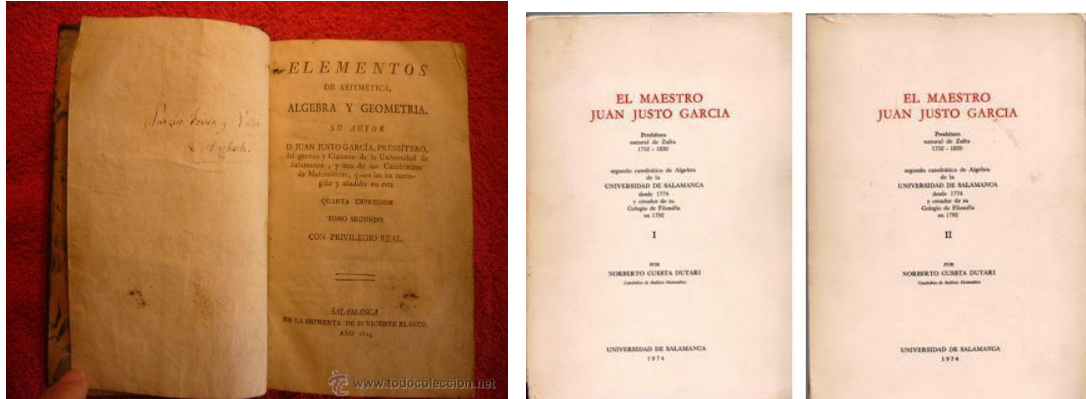 ELEMENTOS
DE ARITMÉTICA,
ALGEBRA Y GEOMETRIA.
SU AUTOR
D. JUAN JUSTO GARCÍA, PRESBÍTERO,
del gremio y Claustro de la Universidad de
Salamanca, y uno de sus Catedráticos
de Matemáticas, quien los ha corre-
gido y añadido en esta
QUARTA IMPRESION
TOMO SEGUNDO.
CON PRIVILEGIO REAL.
SALAMANCA
EN LA IMPRENTA DE D. VICENTE BLANCO.
AÑO
www.todocoleccion.net
EL MAESTRO
JUAN JUSTO GARCIA
Presbítero
natural de Zafra
1752 - 1830
segundo catedrático de Algebra
de la
UNIVERSIDAD DE SALAMANCA
desde 1774
y creador de su
Colegio de Filosofía
en 1792
I
POR
NORBERTO CUESTA DUTARI
Catedrático de Análisis Matemático
UNIVERSIDAD DE SALAMANCA
1974
EL MAESTRO
JUAN JUSTO GARCIA
Presbítero
natural de Zafra
1752 - 1830
segundo catedrático de Algebra
de la
UNIVERSIDAD DE SALAMANCA
desde 1774
y creador de su
Colegio de Filosofía
en 1792
II
POR
NORBERTO CUESTA DUTARI
Catedrático de Análisis Matemático
UNIVERSIDAD DE SALAMANCA
1974